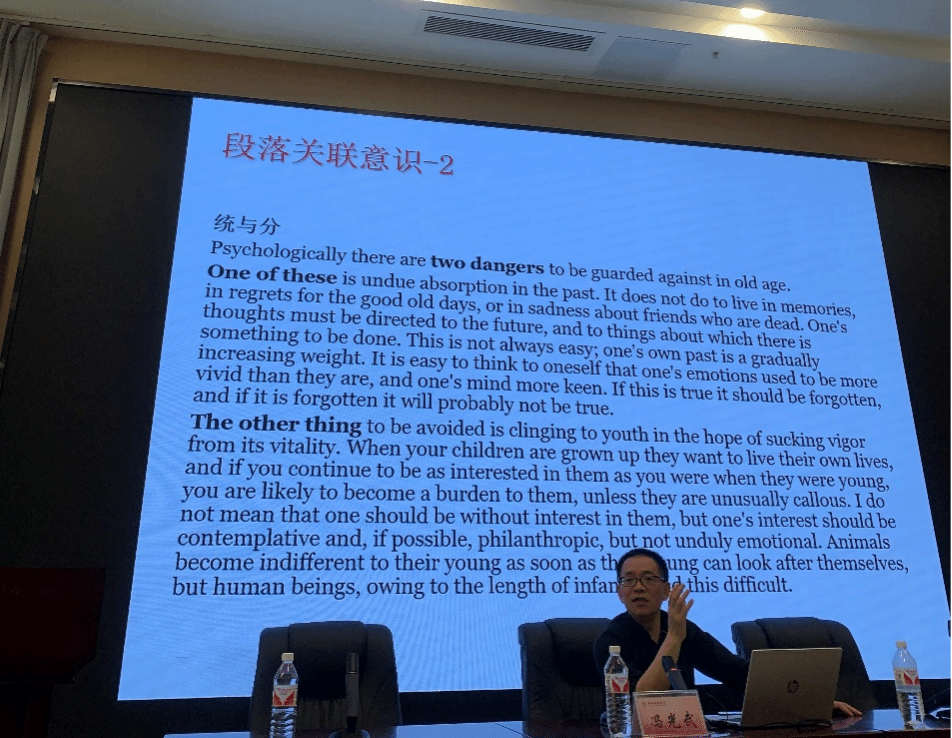 段落关联意识-2
统与分
Psychologically there are two dangers to be guarded against in old age.
One of these is undue absorption in the past. It does not do to live in memories,
in regrets for the good old days, or in sadness about friends who are dead. One's
thoughts must be directed to the future, and to things about which there is
something to be done. This is not always easy; one's own past is a gradually
increasing weight. It is easy to think to oneself that one's emotions used to be more
vivid than they are, and one's mind more keen. If this is true it should be forgotten,
and if it is forgotten it will probably not be true.
The other thing to be avoided is clinging to youth in the hope of sucking vigor
from its vitality. When your children are grown up they want to live their own lives,
and if you continue to be as interested in them as you were when they were young,
you are likely to become a burden to them, unless they are unusually callous. I do
not mean that one should be without interest in them, but one's interest should be
contemplative and, if possible, philanthropic, but not unduly emotional. Animals
become indifferent to their young as soon as th ung can look after themselves,
but human beings, owing to the length of infan d this difficult.
冯光武
hp